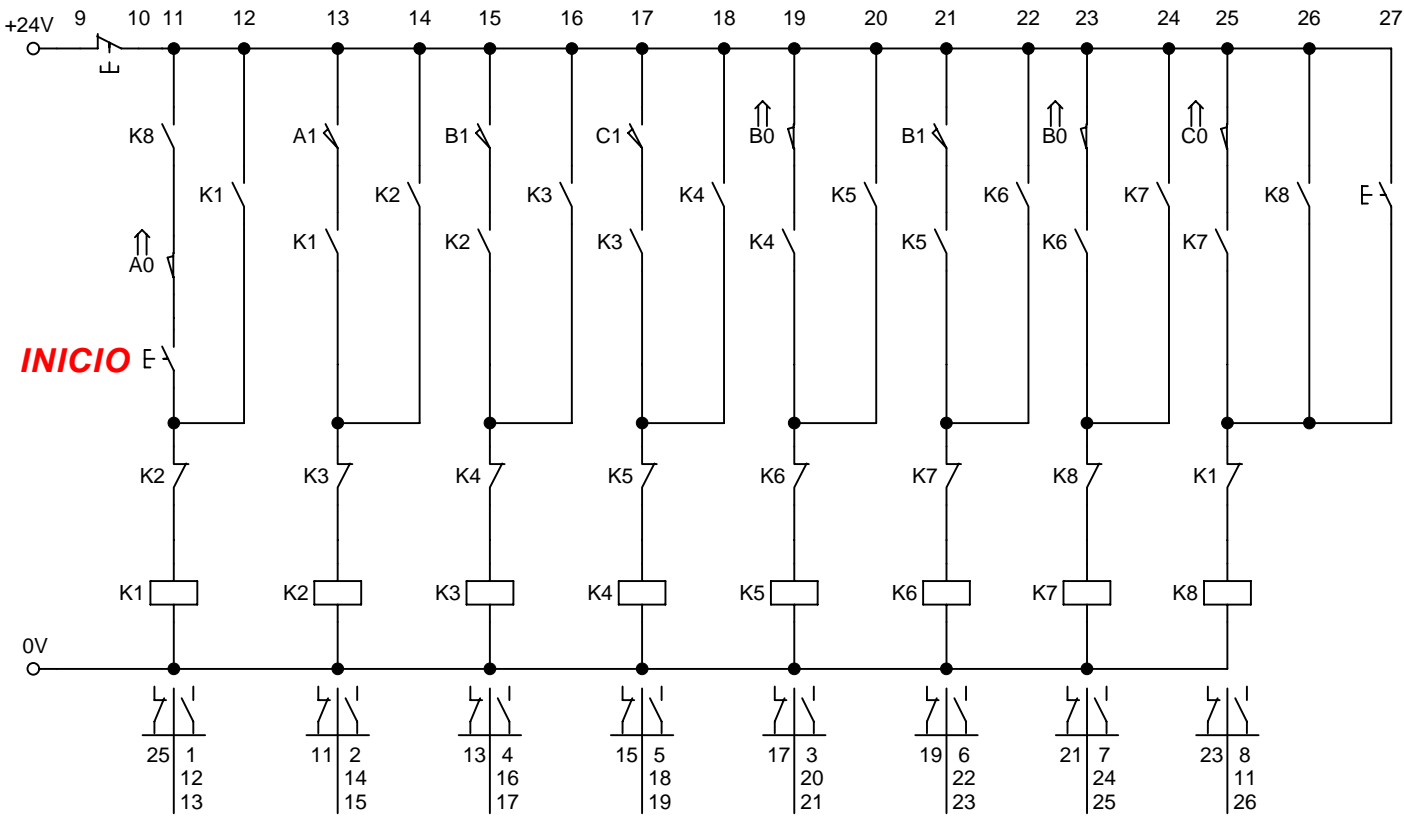 +24V 9 10 11 12 13 14 15 16 17 18 19 20 21 22 23 24 25 26 27
K8 A1 B1 C1 B0 B1 B0 C0
K1 K2 K3 K4 K5 K6 K7 K8
A0 K1 K2 K3 K4 K5 K6 K7
INICIO
K2 K3 K4 K5 K6 K7 K8 K1
K1 K2 K3 K4 K5 K6 K7 K8
0V
25 1 11 2 13 4 15 5 17 3 19 6 21 7 23 8
12 14 16 18 20 22 24 11
13 15 17 19 21 23 25 26